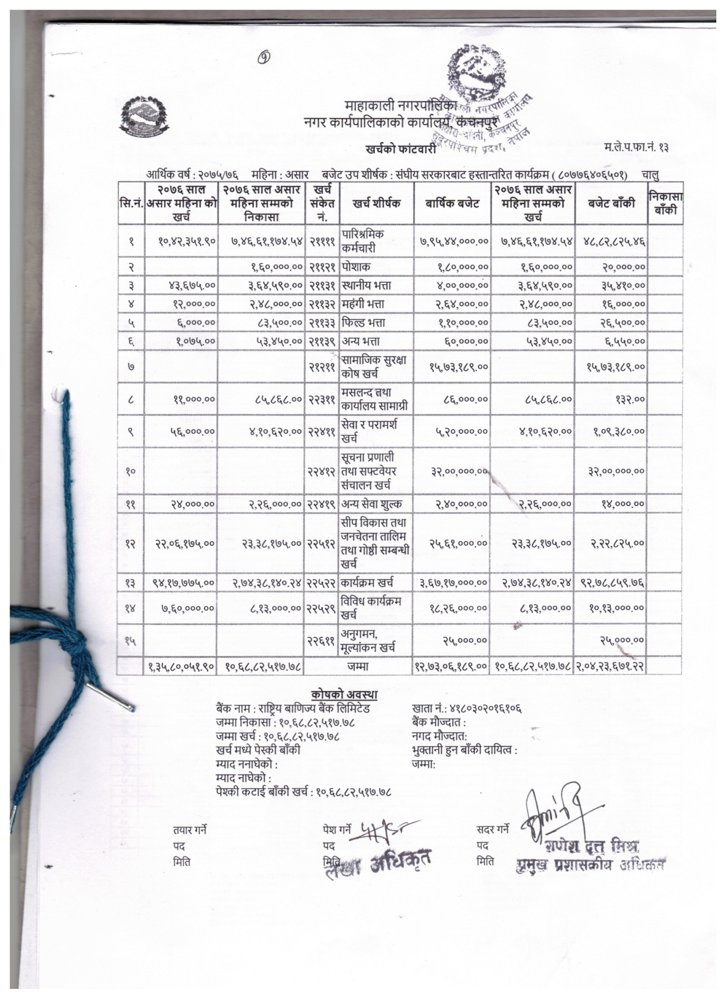 १
माहाकाली नगरपालिका
नगर कार्यपालिकाको कार्यालय, कंचनपुर
नगरपालिका
कार्यालय
कञ्चनपुर
सुदूरपश्चिम प्रदेश, नेपाल
खर्चको फांटवारी
म.ले.प.फा.नं. १३
आर्थिक वर्ष : २०७५/७६ महिना : असार बजेट उप शीर्षक : संघीय सरकारबाट हस्तान्तरित कार्यक्रम ( ८०७७६४०६५०१) चालु
सि.नं. २०७६ साल असार महिना को खर्च २०७६ साल असार महिना सम्मको निकासा खर्च संकेत नं. खर्च शीर्षक बार्षिक बजेट २०७६ साल असार महिना सम्मको खर्च बजेट बाँकी निकासा बाँकी
१ १०,४२,३५१.९० ७,४६,६१,१७४.५४ २११११ पारिश्रमिक कर्मचारी ७,९५,४४,०००.०० ७,४६,६१,१७४.५४ ४८,८२,८२५.४६
२ १,६०,०००.०० २११२१ पोशाक १,८०,०००.०० १,६०,०००.०० २०,०००.००
३ ४३,६७५.०० ३,६४,५९०.०० २११३१ स्थानीय भत्ता ४,००,०००.०० ३,६४,५९०.०० ३५,४१०.००
४ १२,०००.०० २,४८,०००.०० २११३२ महंगी भत्ता २,६४,०००.०० २,४८,०००.०० १६,०००.००
५ ६,०००.०० ८३,५००.०० २११३३ फिल्ड भत्ता १,१०,०००.०० ८३,५००.०० २६,५००.००
६ १,०७५.०० ५३,४५०.०० २११३९ अन्य भत्ता ६०,०००.०० ५३,४५०.०० ६,५५०.००
७ २१२११ सामाजिक सुरक्षा कोष खर्च १५,७३,१८९.०० १५,७३,१८९.००
८ ११,०००.०० ८५,८६८.०० २२३११ मसलन्द तथा कार्यालय सामाग्री ८६,०००.०० ८५,८६८.०० १३२.००
९ ५६,०००.०० ४,१०,६२०.०० २२४११ सेवा र परामर्श खर्च ५,२०,०००.०० ४,१०,६२०.०० १,०९,३८०.००
१० २२४१२ सूचना प्रणाली तथा सफ्टवेयर संचालन खर्च ३२,००,०००.०० ३२,००,०००.००
११ २४,०००.०० २,२६,०००.०० २२४१९ अन्य सेवा शुल्क २,४०,०००.०० २,२६,०००.०० १४,०००.००
१२ २२,०६,१७५.०० २३,३८,१७५.०० २२५१२ सीप विकास तथा जनचेतना तालिम तथा गोष्ठी सम्बन्धी खर्च २५,६१,०००.०० २३,३८,१७५.०० २,२२,८२५.००
१३ ९४,१७,७७५.०० २,७४,३८,१४०.२४ २२५२२ कार्यक्रम खर्च ३,६७,१७,०००.०० २,७४,३८,१४०.२४ ९२,७८,८५९.७६
१४ ७,६०,०००.०० ८,१३,०००.०० २२५२९ विविध कार्यक्रम खर्च १८,२६,०००.०० ८,१३,०००.०० १०,१३,०००.००
१५ २२६११ अनुगमन, मूल्यांकन खर्च २५,०००.०० २५,०००.००
१,३५,८०,०५१.९० १०,६८,८२,५१७.७८ जम्मा १२,७३,०६,१८९.०० १०,६८,८२,५१७.७८ २,०४,२३,६७१.२२
कोषको अवस्था
बैंक नाम : राष्ट्रिय बाणिज्य बैंक लिमिटेड खाता नं.: ४१८०३०२०१६१०६
जम्मा निकासा : १०,६८,८२,५१७.७८ बैंक मौज्दात :
जम्मा खर्च : १०,६८,८२,५१७.७८ नगद मौज्दात:
खर्च मध्ये पेस्की बाँकी भुक्तानी हुन बाँकी दायित्व :
म्याद ननाघेको : जम्मा:
म्याद नाघेको :
पेश्की कटाई बाँकी खर्च : १०,६८,८२,५१७.७८
तयार गर्ने पेश गर्ने सदर गर्ने
पद पद पद गणेश दत्त मिश्र
मिति मिति मिति प्रमुख प्रशासकीय अधिकृत
लेखा अधिकृत